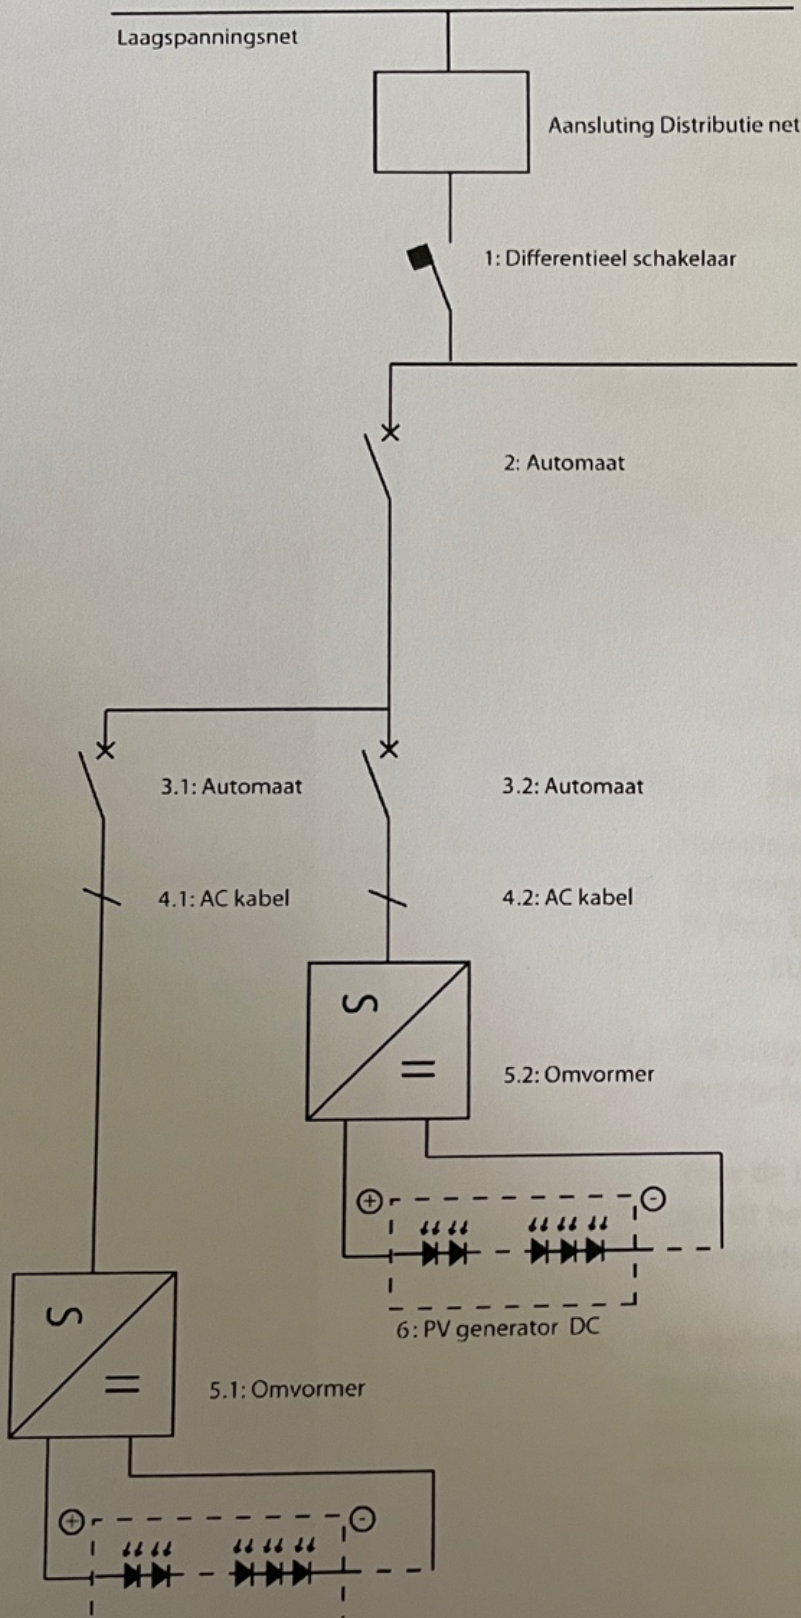 Laagspanningsnet
Aansluting Distributie net
1: Differentieel schakelaar
2: Automaat
3.1: Automaat
3.2: Automaat
4.1: AC kabel
4.2: AC kabel
5.2: Omvormer
6: PV generator DC
5.1: Omvormer